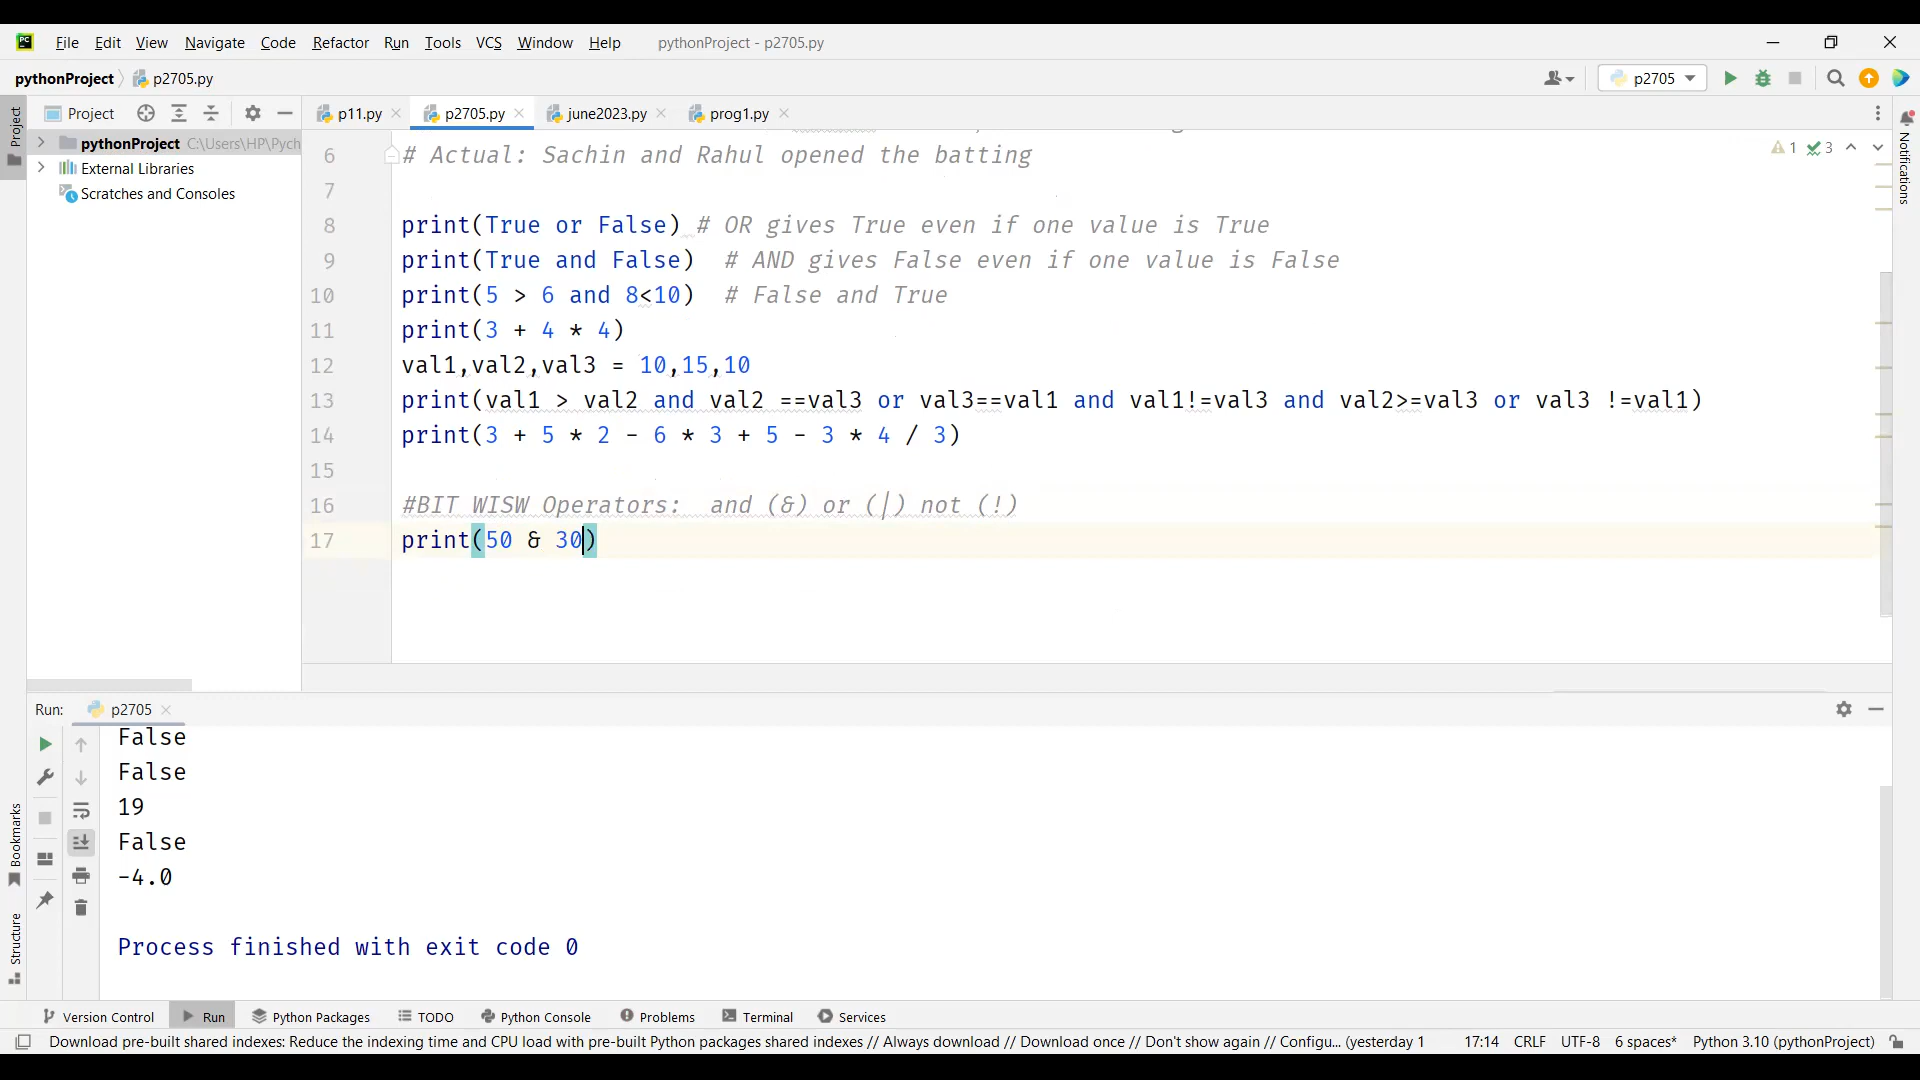 PC File Edit View Navigate Code Refactor Run Tools VCS Window Help pythonProject - p2705.py
pythonProject p2705.py p2705
Project p11.py p2705.py june2023.py prog1.py
Project
pythonProject C:\Users\HP\Pych
External Libraries
Scratches and Consoles
Notifications
1 3
6 # Actual: Sachin and Rahul opened the batting
7
8 print(True or False) # OR gives True even if one value is True
9 print(True and False) # AND gives False even if one value is False
10 print(5 > 6 and 8<10) # False and True
11 print(3 + 4 * 4)
12 val1,val2,val3 = 10,15,10
13 print(val1 > val2 and val2 ==val3 or val3==val1 and val1!=val3 and val2>=val3 or val3 !=val1)
14 print(3 + 5 * 2 - 6 * 3 + 5 - 3 * 4 / 3)
15
16 #BIT WISW Operators: and (&) or (|) not (!)
17 print(50 & 30)
Run: p2705
False
False
19
False
-4.0
Process finished with exit code 0
Bookmarks
Structure
Version Control Run Python Packages TODO Python Console Problems Terminal Services
Download pre-built shared indexes: Reduce the indexing time and CPU load with pre-built Python packages shared indexes // Always download // Download once // Don't show again // Configu... (yesterday 1 17:14 CRLF UTF-8 6 spaces* Python 3.10 (pythonProject)